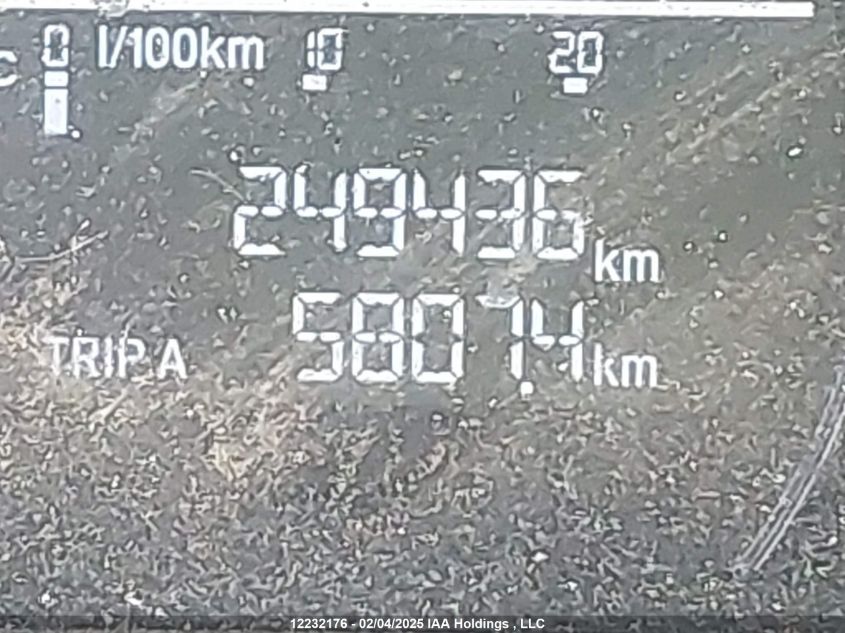 C 0 l/100km 10 20
249436 km
TRIP A 5807.4 km
12232176 - 02/04/2025 IAA Holdings , LLC